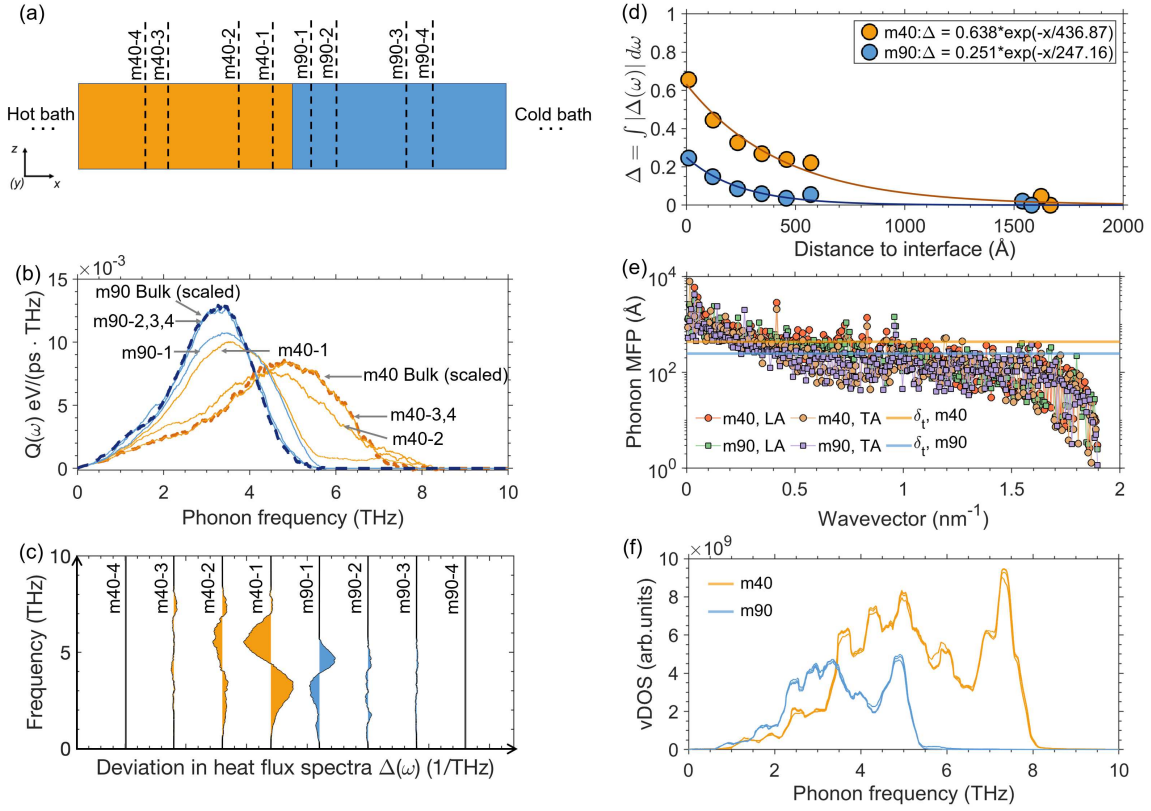 (a)
m40-4
m40-3
m40-2
m40-1
m90-1
m90-2
m90-3
m90-4
Hot bath
...
Cold bath
...
z
(y)
x
(b)
×10⁻³
15
10
5
0
Q(ω) eV/(ps · THz)
m90 Bulk (scaled)
m90-2,3,4
m90-1
m40-1
m40 Bulk (scaled)
m40-3,4
m40-2
0 2 4 6 8 10
Phonon frequency (THz)
(c)
10
5
0
Frequency (THz)
m40-4
m40-3
m40-2
m40-1
m90-1
m90-2
m90-3
m90-4
Deviation in heat flux spectra Δ(ω) (1/THz)
(d)
1
0.8
0.6
0.4
0.2
0
Δ = ∫ |Δ(ω)| dω
m40:Δ = 0.638*exp(-x/436.87)
m90:Δ = 0.251*exp(-x/247.16)
0 500 1000 1500 2000
Distance to interface (Å)
(e)
10⁴
10²
10⁰
Phonon MFP (Å)
m40, LA m40, TA δₜ, m40
m90, LA m90, TA δₜ, m90
0 0.5 1 1.5 2
Wavevector (nm⁻¹)
(f)
×10⁹
10
8
6
4
2
0
vDOS (arb.units)
m40
m90
0 2 4 6 8 10
Phonon frequency (THz)